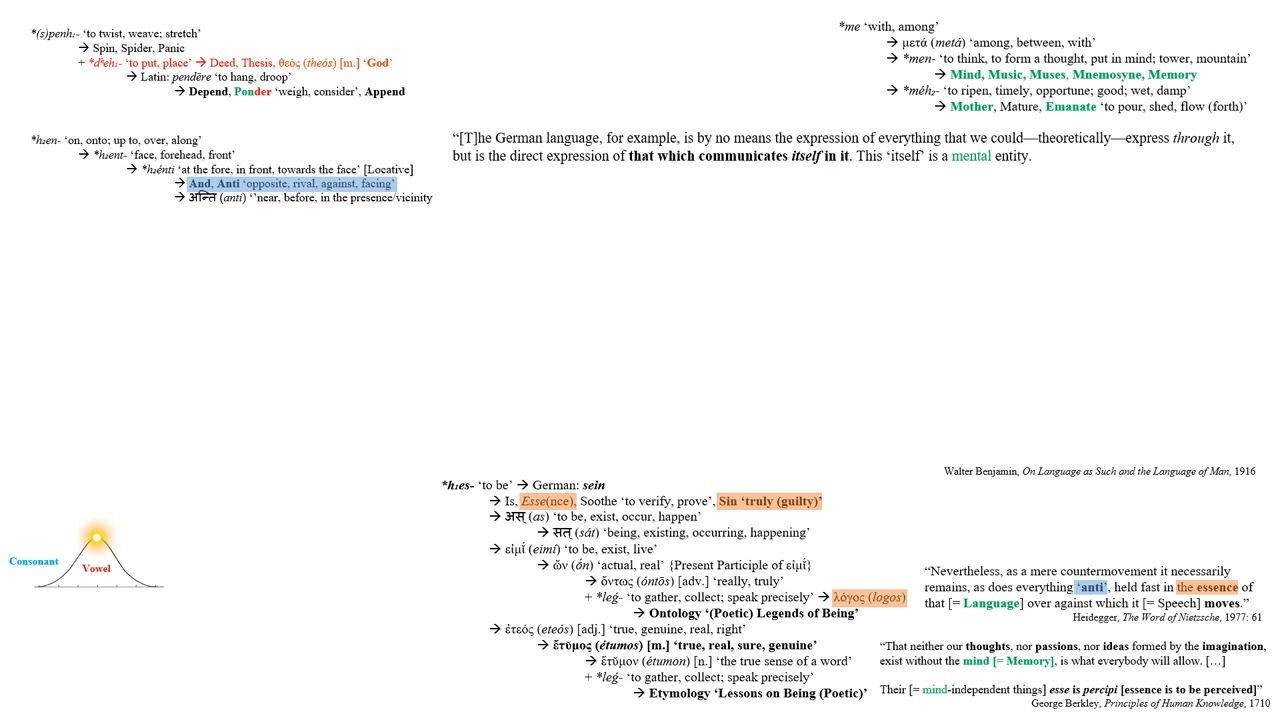 *(s)penh₁- ‘to twist, weave; stretch’
→ Spin, Spider, Panic
+ *dʰeh₁- ‘to put, place’ → Deed, Thesis, θεός (theós) [m.] ‘God’
→ Latin: pendēre ‘to hang, droop’
→ Depend, Ponder ‘weigh, consider’, Append
*h₂en- ‘on, onto; up to, over, along’
→ *h₂ent- ‘face, forehead, front’
→ *h₂énti ‘at the fore, in front, towards the face’ [Locative]
→ And, Anti ‘opposite, rival, against, facing’
→ अन्ति (anti) ‘’near, before, in the presence/vicinity
*me ‘with, among’
→ μετά (metá) ‘among, between, with’
→ *men- ‘to think, to form a thought, put in mind; tower, mountain’
→ Mind, Music, Muses, Mnemosyne, Memory
→ *méh₂- ‘to ripen, timely, opportune; good; wet, damp’
→ Mother, Mature, Emanate ‘to pour, shed, flow (forth)’
“[T]he German language, for example, is by no means the expression of everything that we could—theoretically—express through it,
but is the direct expression of that which communicates itself in it. This ‘itself’ is a mental entity.
Walter Benjamin, On Language as Such and the Language of Man, 1916
*h₁es- ‘to be’ → German: sein
→ Is, Esse(nce), Soothe ‘to verify, prove’, Sin ‘truly (guilty)’
→ अस् (as) ‘to be, exist, occur, happen’
→ सत् (sát) ‘being, existing, occurring, happening’
→ εἰμῐ́ (eimí) ‘to be, exist, live’
→ ὤν (ṓn) ‘actual, real’ {Present Participle of εἰμῐ́}
→ ὄντως (óntōs) [adv.] ‘really, truly’
+ *leǵ- ‘to gather, collect; speak precisely’ → λόγος (logos)
→ Ontology ‘(Poetic) Legends of Being’
→ ἐτεός (eteós) [adj.] ‘true, genuine, real, right’
→ ἔτῠμος (étumos) [m.] ‘true, real, sure, genuine’
→ ἔτῠμον (étumon) [n.] ‘the true sense of a word’
+ *leǵ- ‘to gather, collect; speak precisely’
→ Etymology ‘Lessons on Being (Poetic)’
Consonant
Vowel
“Nevertheless, as a mere countermovement it necessarily
remains, as does everything ‘anti’, held fast in the essence of
that [= Language] over against which it [= Speech] moves.”
Heidegger, The Word of Nietzsche, 1977: 61
“That neither our thoughts, nor passions, nor ideas formed by the imagination,
exist without the mind [= Memory], is what everybody will allow. […]
Their [= mind-independent things] esse is percipi [essence is to be perceived]”
George Berkley, Principles of Human Knowledge, 1710